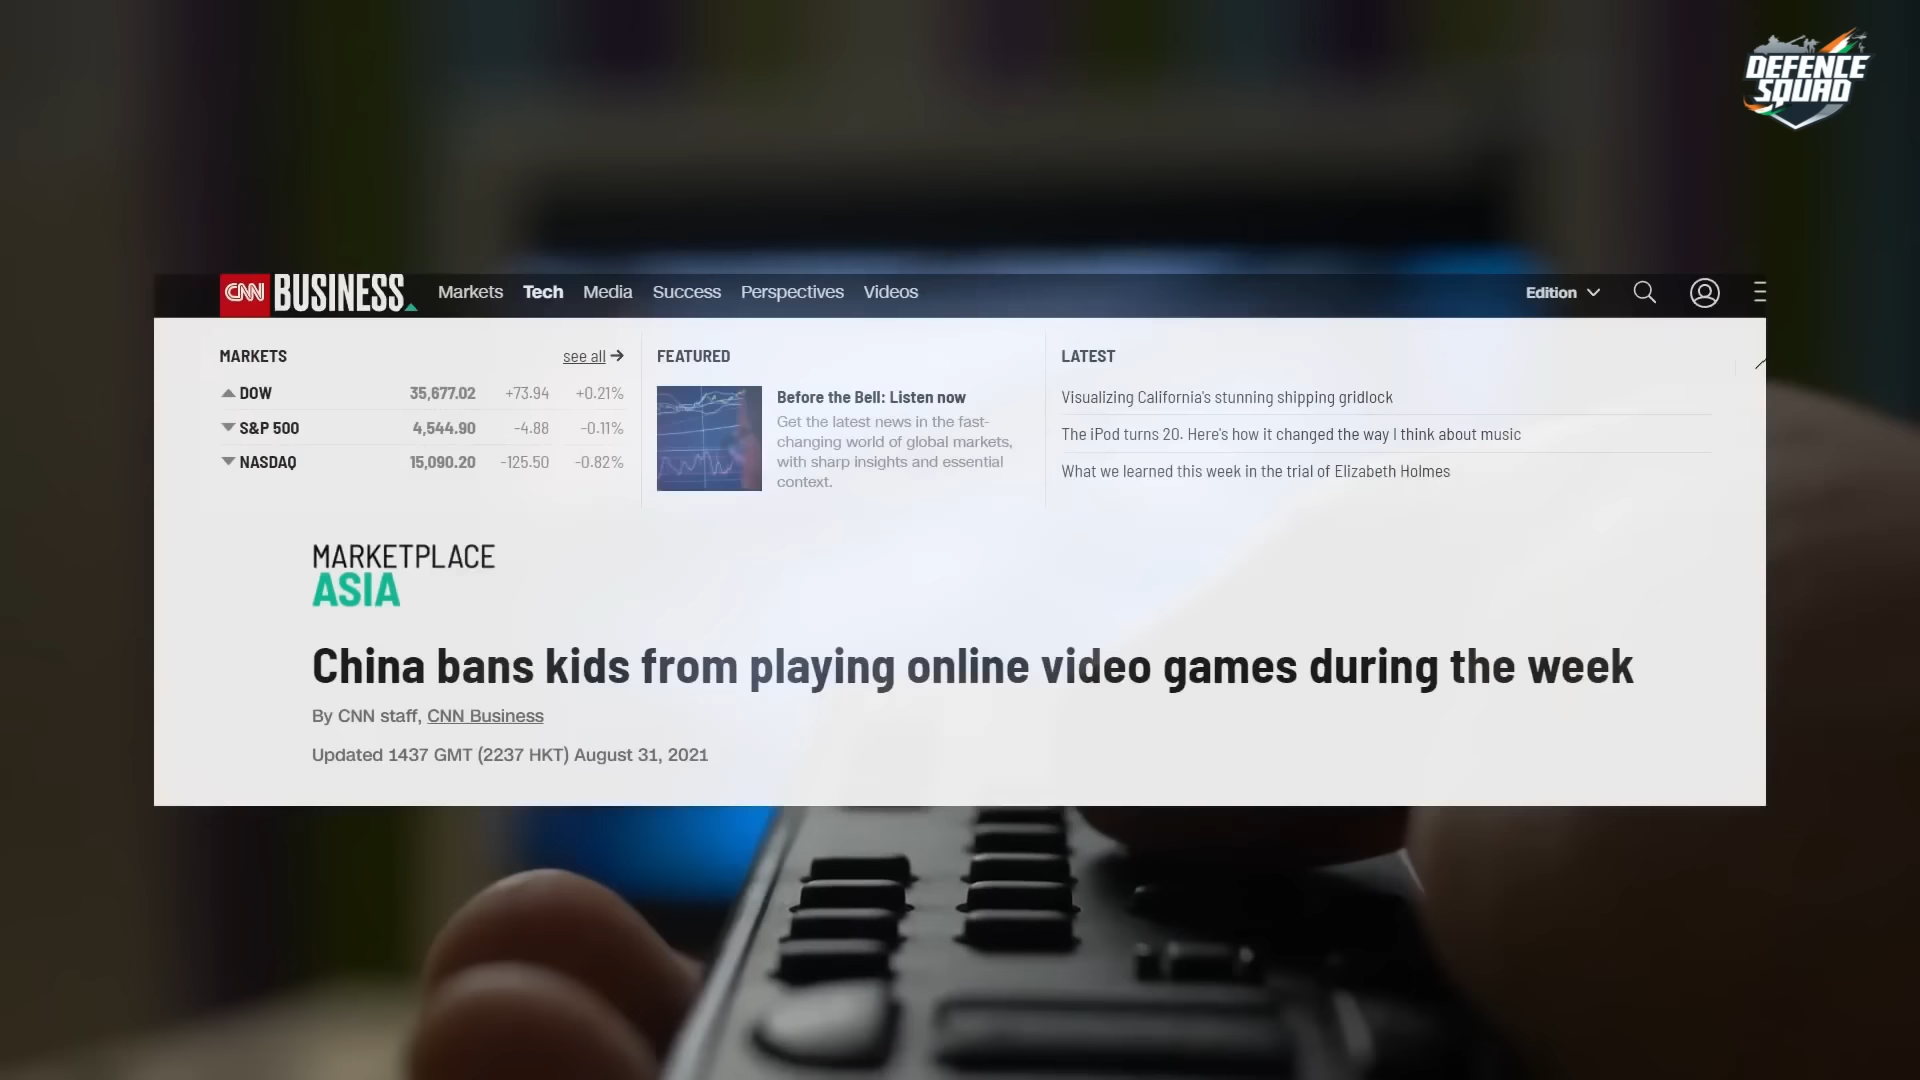 DEFENCE
SQUAD
CNN BUSINESS
Markets Tech Media Success Perspectives Videos
Edition
MARKETS
see all →
DOW 35,677.02 +73.94 +0.21%
S&P 500 4,544.90 -4.88 -0.11%
NASDAQ 15,090.20 -125.50 -0.82%
FEATURED
Before the Bell: Listen now
Get the latest news in the fast-
changing world of global markets,
with sharp insights and essential
context.
LATEST
Visualizing California's stunning shipping gridlock
The iPod turns 20. Here's how it changed the way I think about music
What we learned this week in the trial of Elizabeth Holmes
MARKETPLACE
ASIA
China bans kids from playing online video games during the week
By CNN staff, CNN Business
Updated 1437 GMT (2237 HKT) August 31, 2021